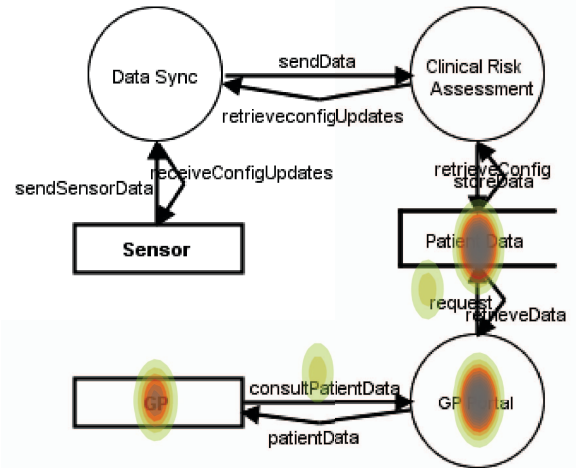 sendData
Data Sync
Clinical Risk
Assessment
retrieveconfigUpdates
receiveConfigUpdates
retrieveConfig
sendSensorData
storeData
Sensor
Patient Data
request
retrieveData
consultPatientData
GP
GP Portal
patientData